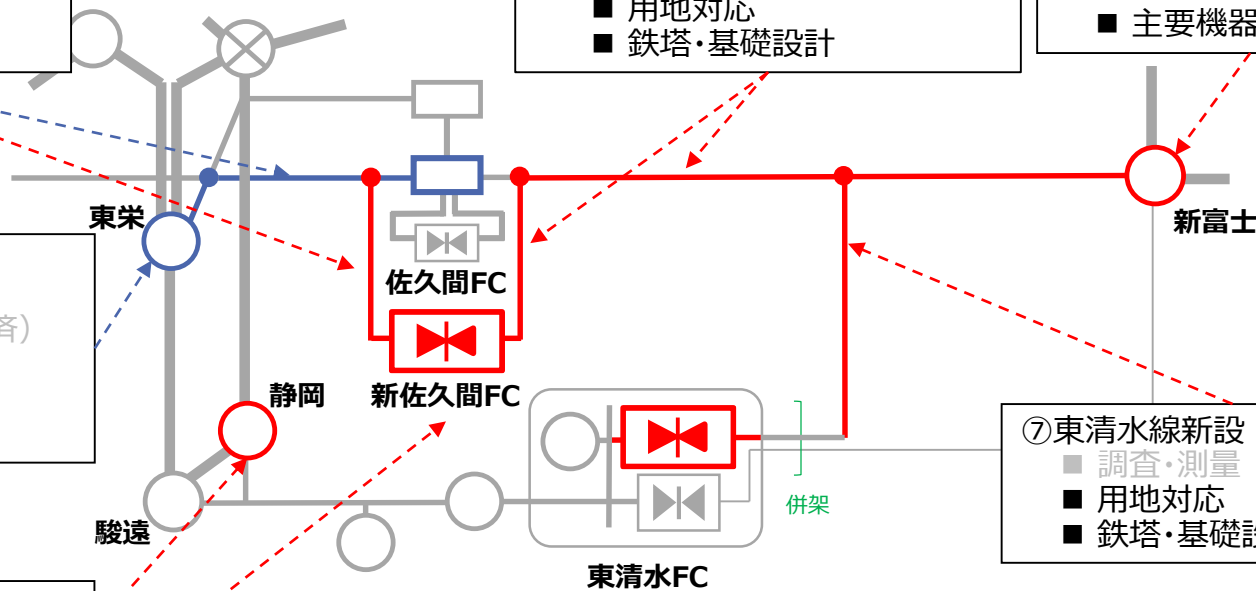 ■ 用地対応
■ 鉄塔・基礎設計
■ 主要機器
東栄
佐久間FC
新富士
済)
静岡
新佐久間FC
⑦東清水線新設
■ 調査・測量
■ 用地対応
■ 鉄塔・基礎設
併架
駿遠
東清水FC